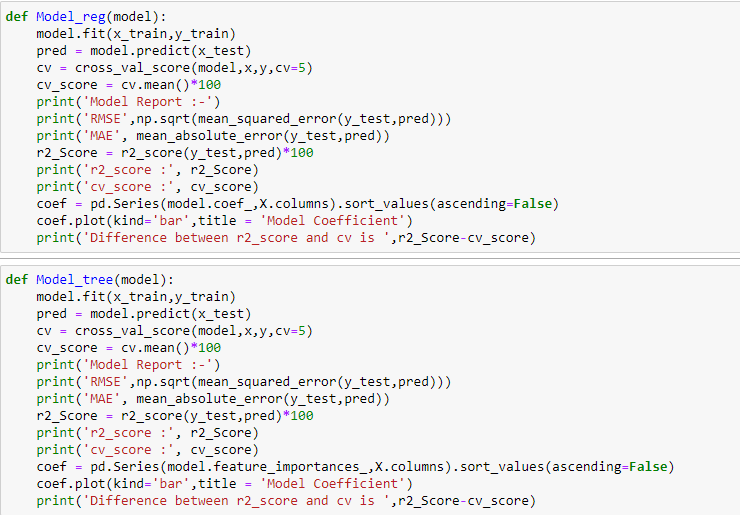 def Model_reg(model):
    model.fit(x_train,y_train)
    pred = model.predict(x_test)
    cv = cross_val_score(model,x,y,cv=5)
    cv_score = cv.mean()*100
    print('Model Report :-')
    print('RMSE',np.sqrt(mean_squared_error(y_test,pred)))
    print('MAE', mean_absolute_error(y_test,pred))
    r2_Score = r2_score(y_test,pred)*100
    print('r2_score :', r2_Score)
    print('cv_score :', cv_score)
    coef = pd.Series(model.coef_,X.columns).sort_values(ascending=False)
    coef.plot(kind='bar',title = 'Model Coefficient')
    print('Difference between r2_score and cv is ',r2_Score-cv_score)
def Model_tree(model):
    model.fit(x_train,y_train)
    pred = model.predict(x_test)
    cv = cross_val_score(model,x,y,cv=5)
    cv_score = cv.mean()*100
    print('Model Report :-')
    print('RMSE',np.sqrt(mean_squared_error(y_test,pred)))
    print('MAE', mean_absolute_error(y_test,pred))
    r2_Score = r2_score(y_test,pred)*100
    print('r2_score :', r2_Score)
    print('cv_score :', cv_score)
    coef = pd.Series(model.feature_importances_,X.columns).sort_values(ascending=False)
    coef.plot(kind='bar',title = 'Model Coefficient')
    print('Difference between r2_score and cv is ',r2_Score-cv_score)